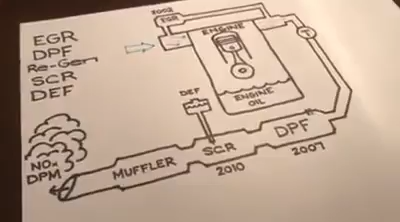 EGR
DPF
Re-Gen
SCR
DEF
2002
EGR
ENGINE
T
ENGINE
OIL
DEF
DPF
2007
SCR
2010
MUFFLER
NOx
DPM